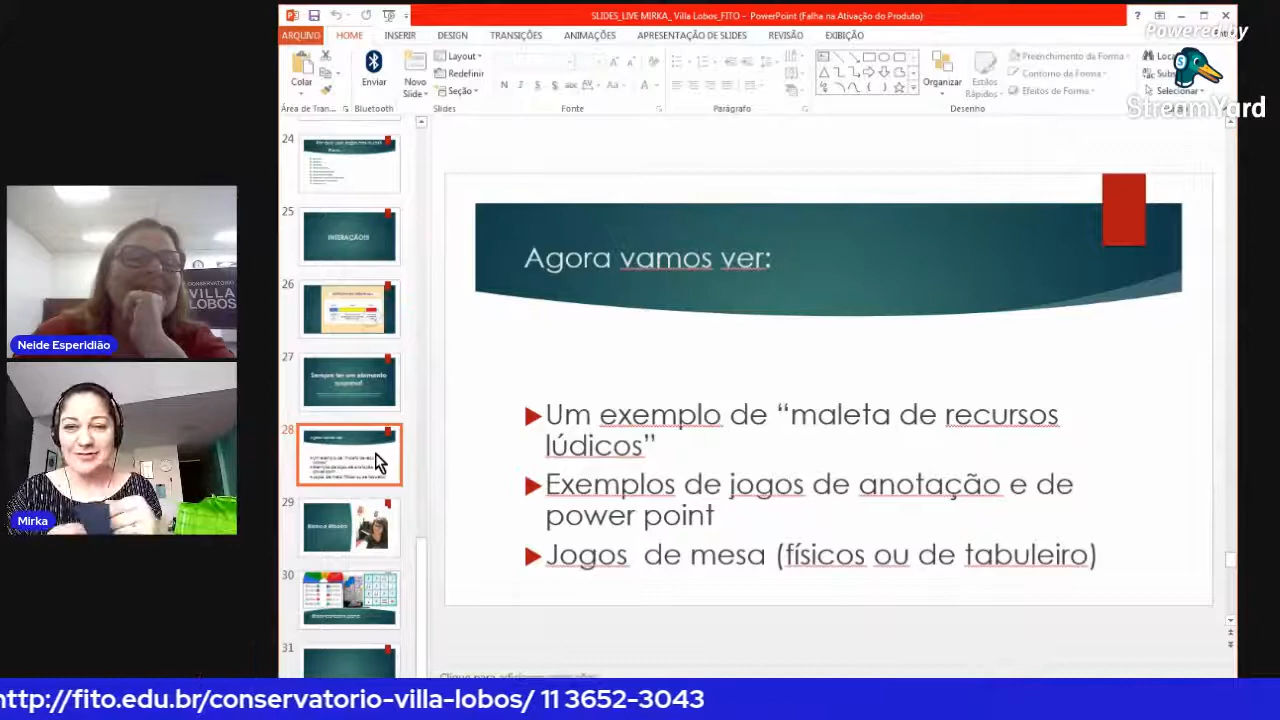 SLIDES_LIVE MIRKA_ Villa Lobos_FITO - PowerPoint (Falha na Ativação do Produto)
Powered by
StreamYard
ARQUIVO HOME INSERIR DESIGN TRANSIÇÕES ANIMAÇÕES APRESENTAÇÃO DE SLIDES REVISÃO EXIBIÇÃO
Colar
Enviar
Novo
Slide
Layout
Redefinir
Seção
Organizar
Estilos
Rápidos
Preenchimento da Forma
Contorno da Forma
Efeitos de Forma
Selecionar
Área de Tran...
Bluetooth
Slides
Fonte
Parágrafo
Desenho
24
25
INTERAÇÃO!!!
26
27
Sempre ter um elemento
surpresa!
28
29
30
31
Agora vamos ver:
Um exemplo de “maleta de recursos
lúdicos”
Exemplos de jogos de anotação e de
power point
Jogos de mesa (físicos ou de tabuleiro)
CONSERVATÓRIO
VILLA
LOBOS
Neide Esperidião
Mirka
http://fito.edu.br/conservatorio-villa-lobos/ 11 3652-3043